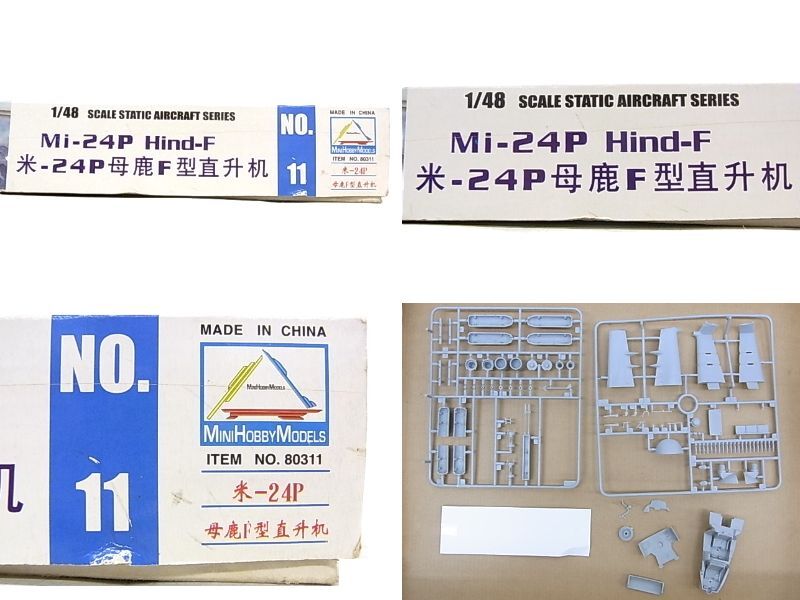 1/48 SCALE STATIC AIRCRAFT SERIES
Mi-24P Hind-F
米-24P母鹿F型直升机
NO.
11
MADE IN CHINA
MINIHOBBYMODELS
ITEM NO. 80311
米-24P
母鹿F型直升机
1/48 SCALE STATIC AIRCRAFT SERIES
Mi-24P Hind-F
米-24P母鹿F型直升机
机
NO.
11
MADE IN CHINA
MINIHOBBYMODELS
MINIHOBBYMODELS
ITEM NO. 80311
米-24P
母鹿F型直升机